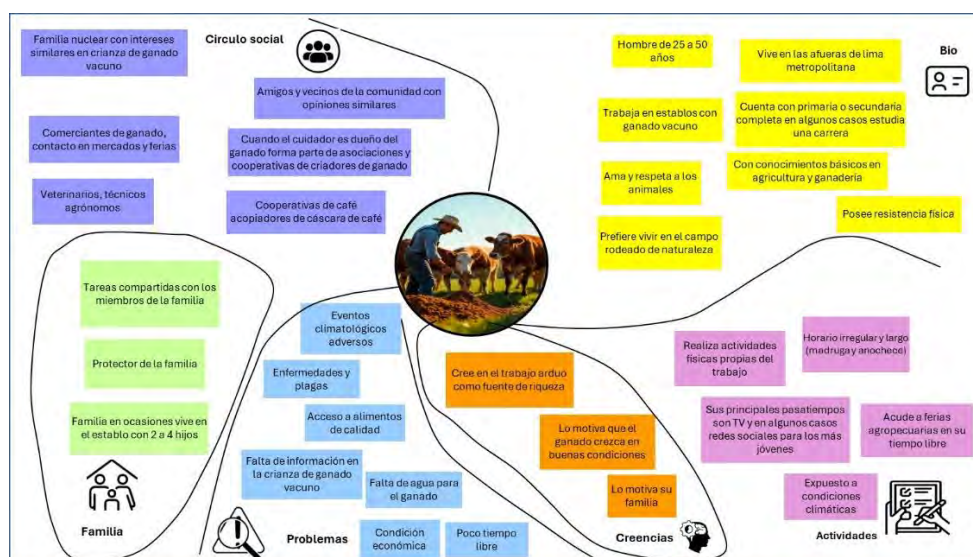 Circulo social
Familia nuclear con intereses
similares en crianza de ganado
vacuno
Amigos y vecinos de la comunidad con
opiniones similares
Comerciantes de ganado,
contacto en mercados y ferias
Cuando el cuidador es dueño del
ganado forma parte de asociaciones y
cooperativas de criadores de ganado
Veterinarios, técnicos
agrónomos
Cooperativas de café
acopiadores de cáscara de café
Bio
Hombre de 25 a 50
años
Vive en las afueras de lima
metropolitana
Trabaja en establos con
ganado vacuno
Cuenta con primaria o secundaria
completa en algunos casos estudia
una carrera
Ama y respeta a los
animales
Con conocimientos básicos en
agricultura y ganadería
Posee resistencia física
Prefiere vivir en el campo
rodeado de naturaleza
Tareas compartidas con los
miembros de la familia
Protector de la familia
Familia en ocasiones vive en
el establo con 2 a 4 hijos
Familia
Eventos
climatológicos
adversos
Enfermedades y
plagas
Acceso a alimentos
de calidad
Falta de información en
la crianza de ganado
vacuno
Falta de agua para
el ganado
Condición
económica
Poco tiempo
libre
Problemas
Cree en el trabajo arduo
como fuente de riqueza
Lo motiva que el
ganado crezca en
buenas condiciones
Lo motiva su
familia
Creencias
Realiza actividades
físicas propias del
trabajo
Horario irregular y largo
(madruga y anochece)
Sus principales pasatiempos
son TV y en algunos casos
redes sociales para los más
jóvenes
Acude a ferias
agropecuarias en su
tiempo libre
Expuesto a
condiciones
climáticas
Actividades